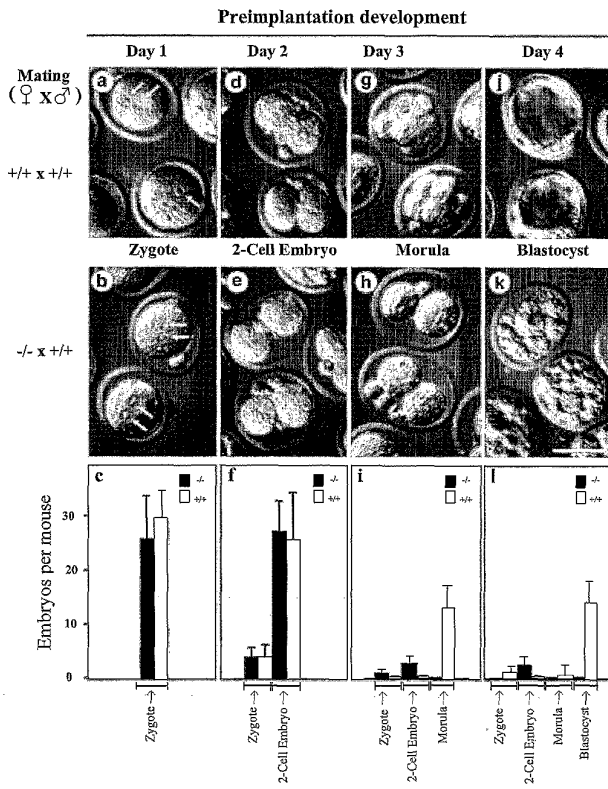 Preimplantation development
Day 1 Day 2 Day 3 Day 4
Mating
(♀ x ♂)
a d g j
+/+ x +/+
Zygote 2-Cell Embryo Morula Blastocyst
b e h k
-/- x +/+
c f i l
-/- -/- -/- -/-
+/+ +/+ +/+ +/+
Embryos per mouse
30
20
10
0
Zygote → Zygote → 2-Cell Embryo → Zygote → 2-Cell Embryo → Morula → Zygote → 2-Cell Embryo → Morula → Blastocyst →